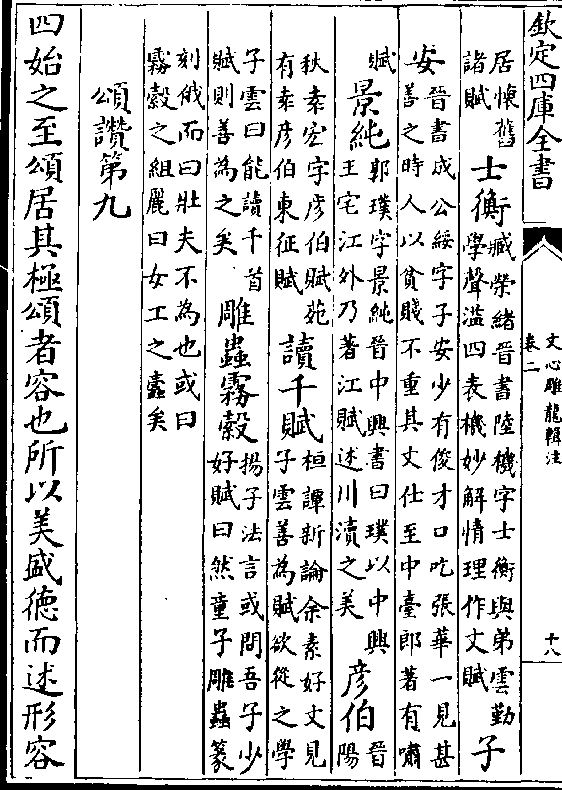 欽定四庫全書
文心雕龍輯注
卷二
十八
居懷舊
諸賦
士衡
臧榮緒晉書陸機字士衡與弟雲勤
學聲溢四表機妙解情理作文賦
子
安
晉書成公綏字子安少有俊才口吃張華一見甚
善之時人以貧賤不重其文仕至中臺郎著有嘯
賦
景純
郭璞字景純晉中興書曰璞以中興
王宅江外乃著江賦述川瀆之美
彦伯
晉
陽
秋袁宏字彦伯賦苑
有袁彦伯東征賦
讀千賦
桓譚新論余素好文見
子雲善為賦欲從之學
子雲曰能讀千首
賦則善為之矣
雕蟲霧縠
揚子法言或問吾子少
好賦曰然童子雕蟲篆
刻俄而曰壯夫不為也或曰
霧縠之組麗曰女工之蠹矣
頌讚第九
四始之至頌居其極頌者容也所以美盛德而述形容